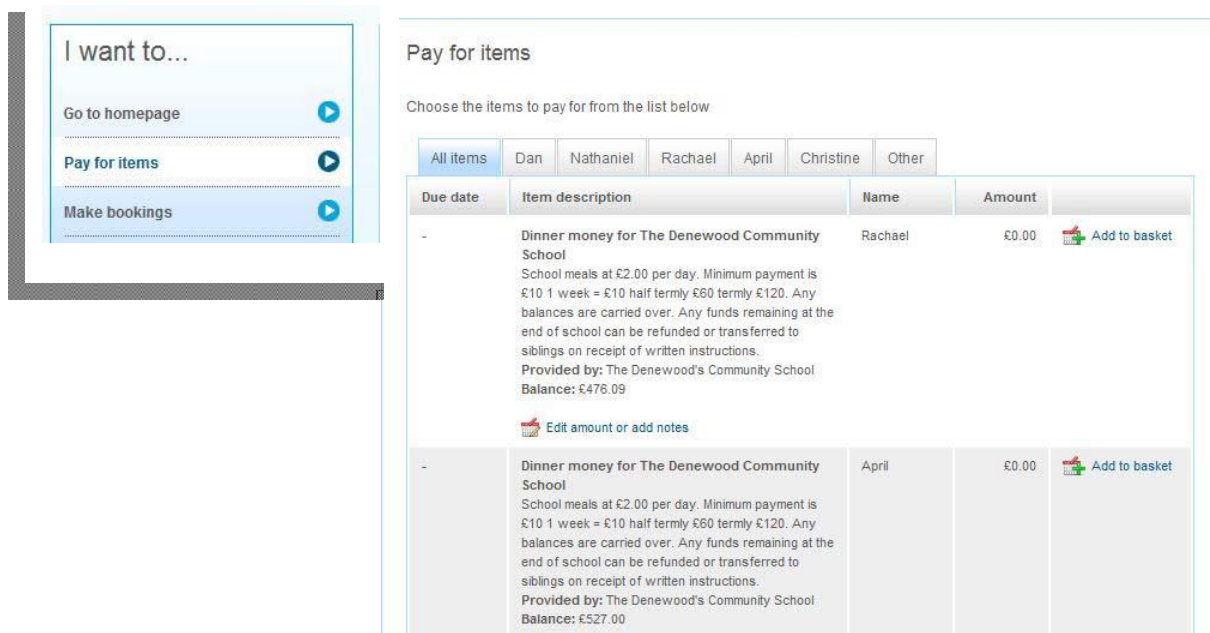 I want to...
Go to homepage
Pay for items
Make bookings
Pay for items
Choose the items to pay for from the list below
All items Dan Nathaniel Rachael April Christine Other
Due date Item description Name Amount
- Dinner money for The Denewood Community Rachael £0.00 Add to basket
School
School meals at £2.00 per day. Minimum payment is
£10 1 week = £10 half termly £60 termly £120. Any
balances are carried over. Any funds remaining at the
end of school can be refunded or transferred to
siblings on receipt of written instructions.
Provided by: The Denewood's Community School
Balance: £476.09
Edit amount or add notes
- Dinner money for The Denewood Community April £0.00 Add to basket
School
School meals at £2.00 per day. Minimum payment is
£10 1 week = £10 half termly £60 termly £120. Any
balances are carried over. Any funds remaining at the
end of school can be refunded or transferred to
siblings on receipt of written instructions.
Provided by: The Denewood's Community School
Balance: £527.00